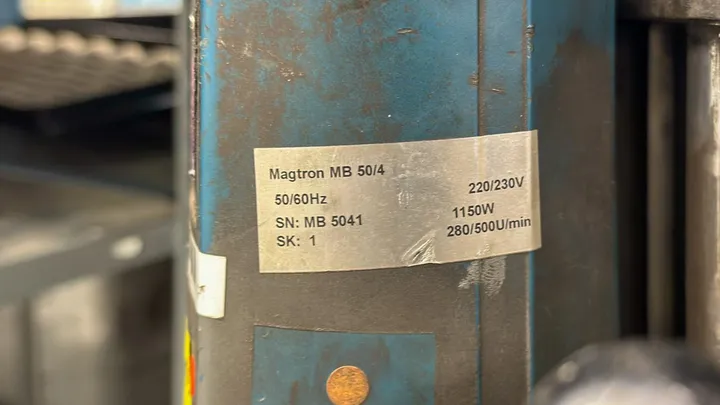 Magtron MB 50/4
50/60Hz 220/230V
SN: MB 5041 1150W
SK: 1 280/500U/min